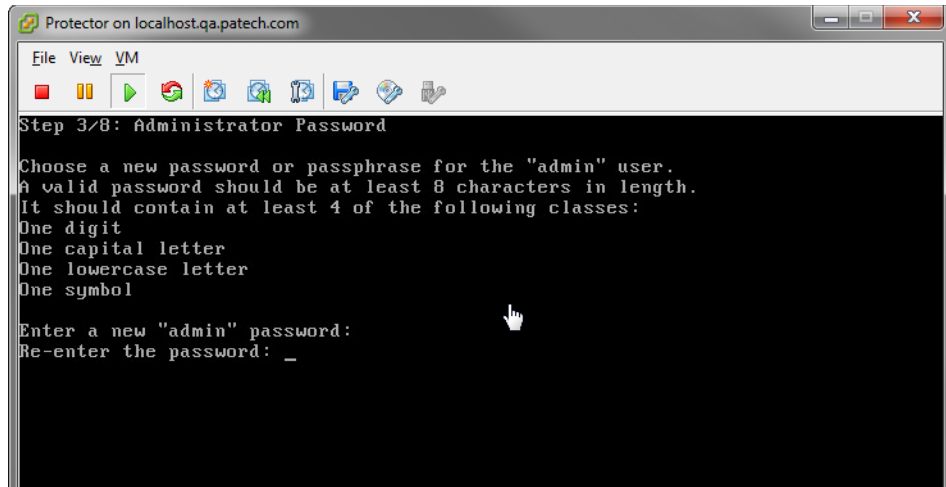 Protector on localhost.qa.patech.com
File View VM
Step 3/8: Administrator Password
Choose a new password or passphrase for the "admin" user.
A valid password should be at least 8 characters in length.
It should contain at least 4 of the following classes:
One digit
One capital letter
One lowercase letter
One symbol
Enter a new "admin" password:
Re-enter the password: _